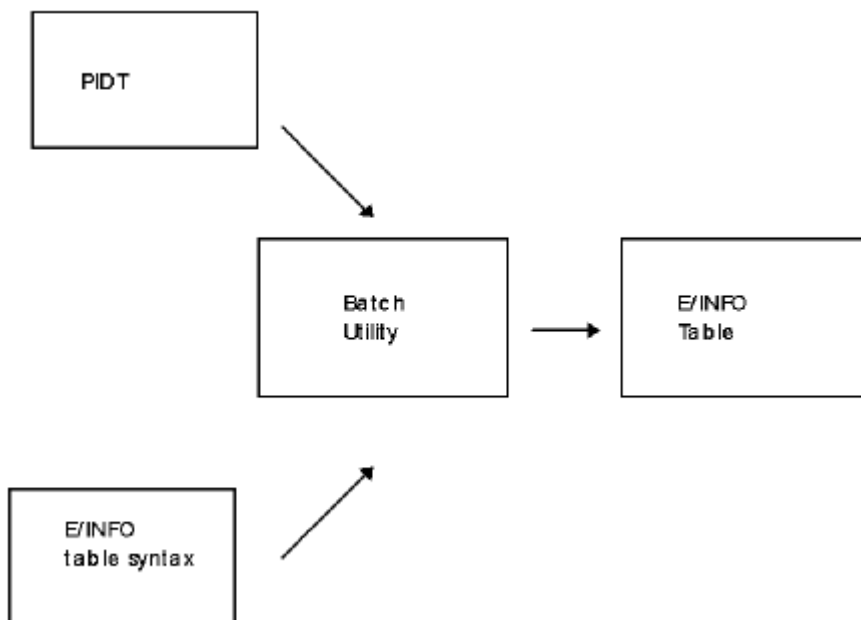 PIDT
Batch
Utility
E/INFO
Table
E/INFO
table syntax